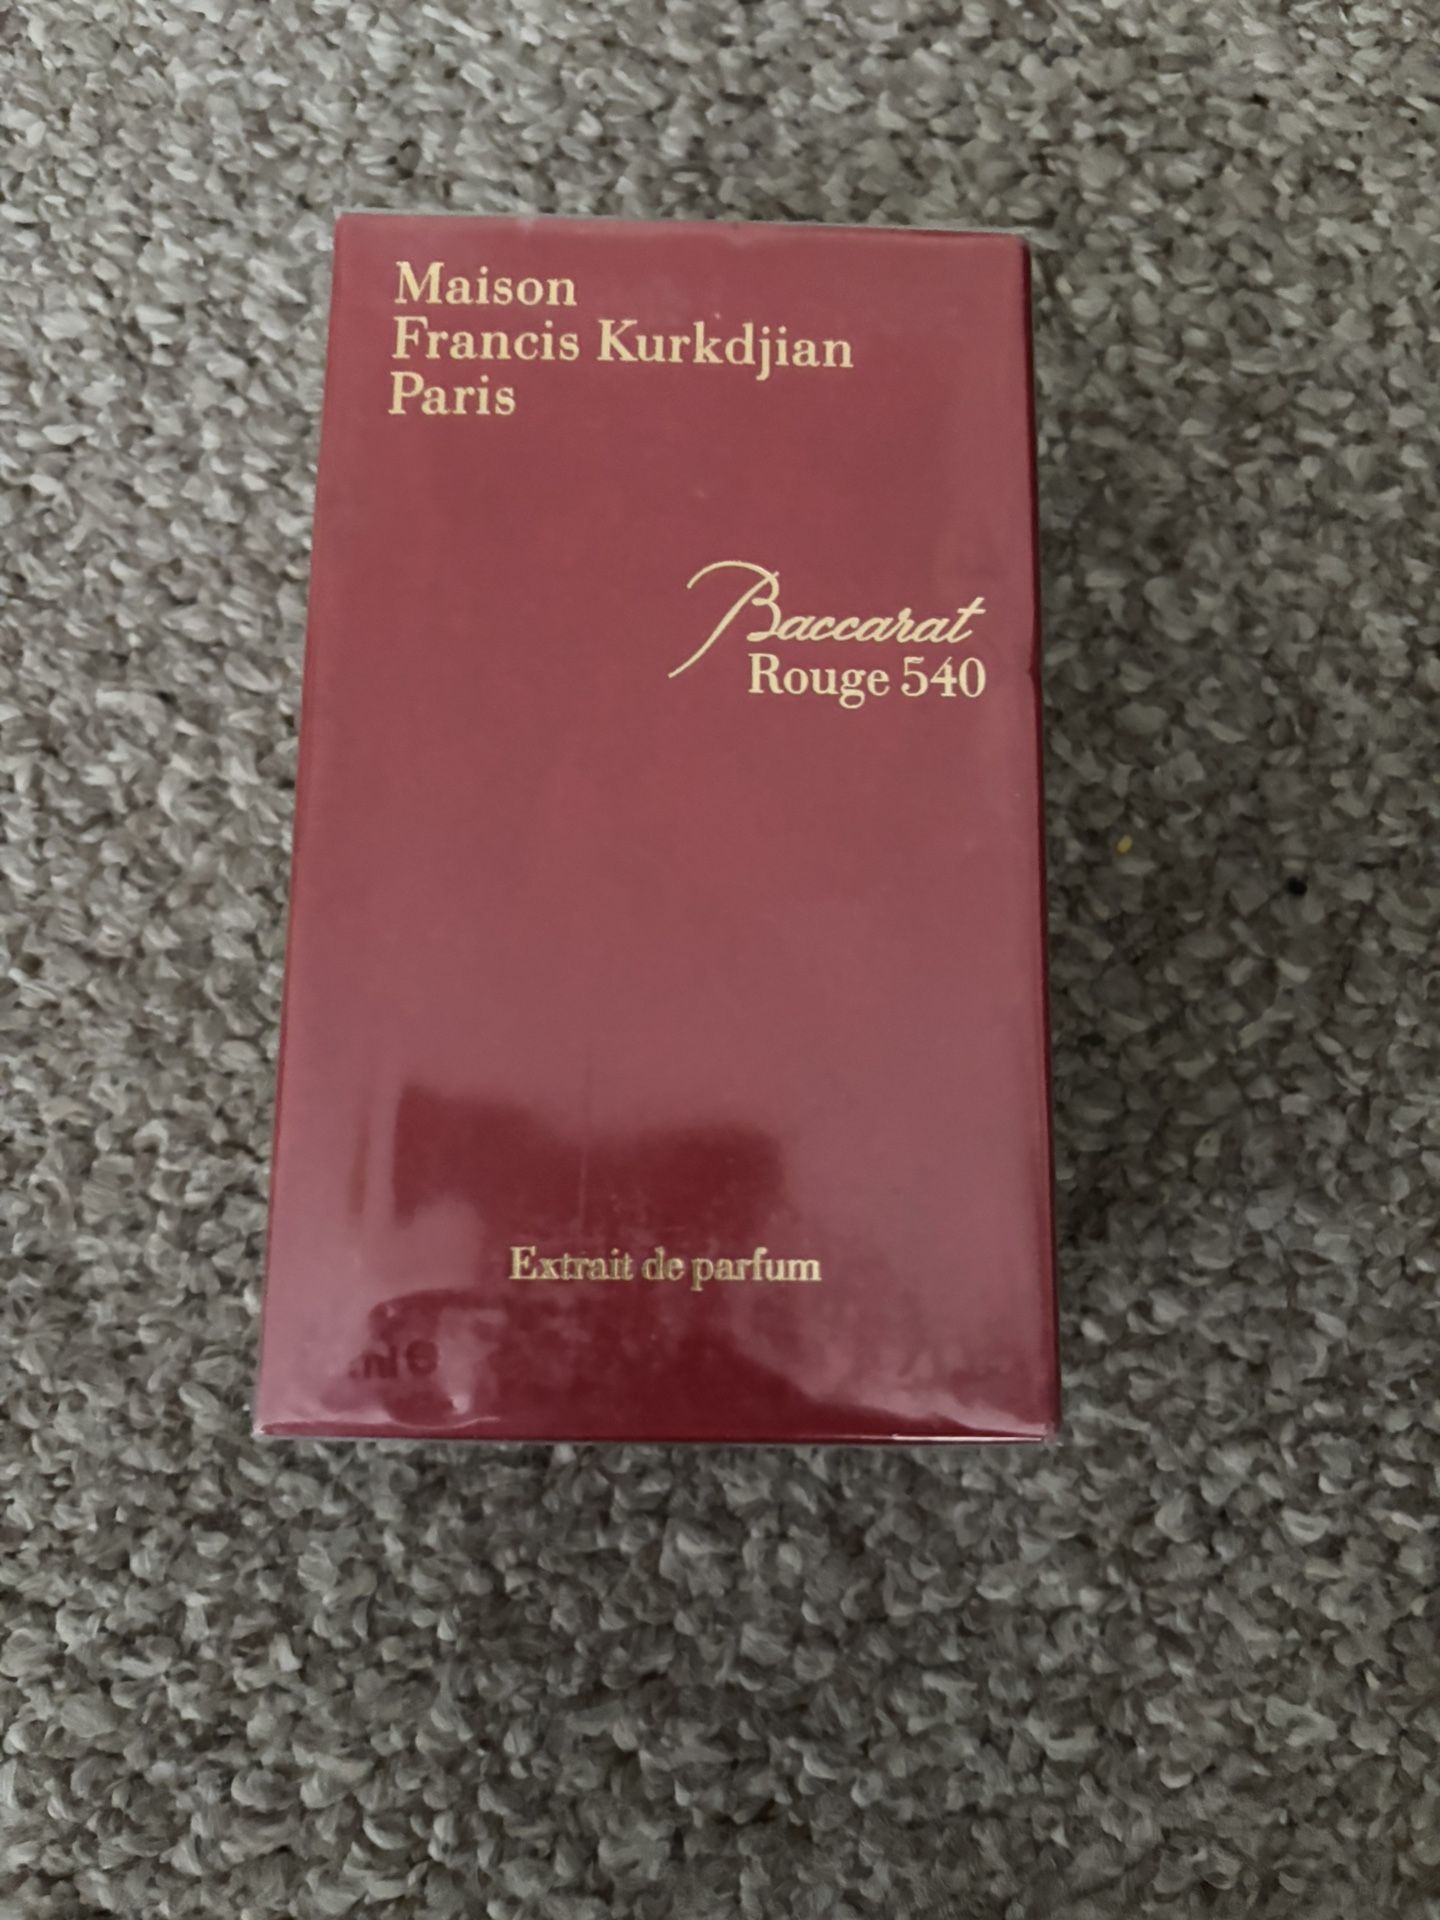 Maison
Francis Kurkdjian
Paris
Baccarat
Rouge 540
Extrait de parfum